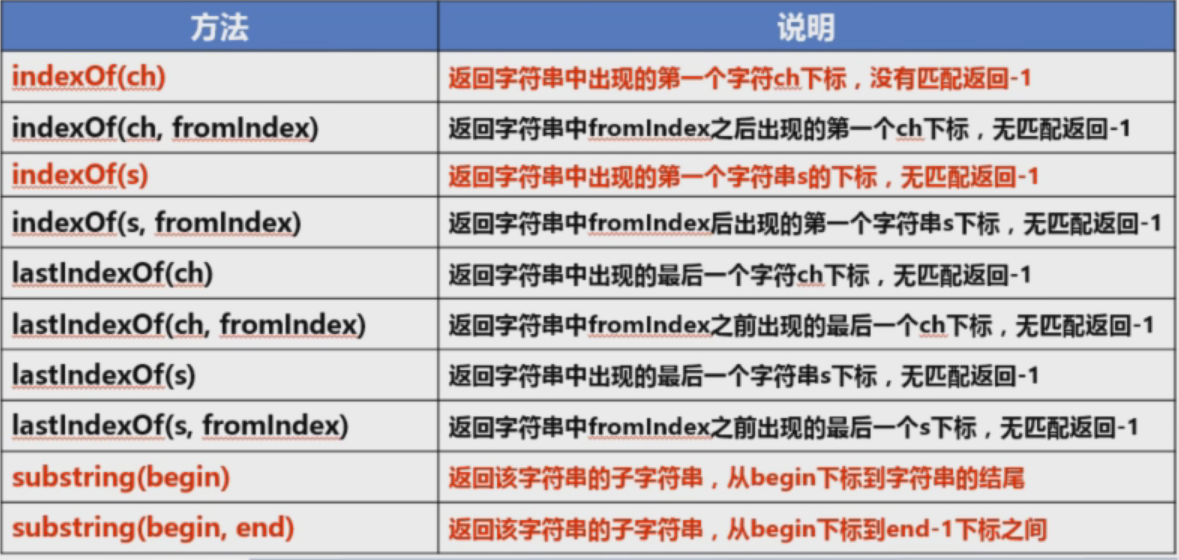 方法 说明
indexOf(ch) 返回字符串中出现的第一个字符ch下标，没有匹配返回-1
indexOf(ch, fromIndex) 返回字符串中fromIndex之后出现的第一个ch下标，无匹配返回-1
indexOf(s) 返回字符串中出现的第一个字符串s的下标，无匹配返回-1
indexOf(s, fromIndex) 返回字符串中fromIndex后出现的第一个字符串s下标，无匹配返回-1
lastIndexOf(ch) 返回字符串中出现的最后一个字符ch下标，无匹配返回-1
lastIndexOf(ch, fromIndex) 返回字符串中fromIndex之前出现的最后一个ch下标，无匹配返回-1
lastIndexOf(s) 返回字符串中出现的最后一个字符串s下标，无匹配返回-1
lastIndexOf(s, fromIndex) 返回字符串中fromIndex之前出现的最后一个s下标，无匹配返回-1
substring(begin) 返回该字符串的子字符串，从begin下标到字符串的结尾
substring(begin, end) 返回该字符串的子字符串，从begin下标到end-1下标之间